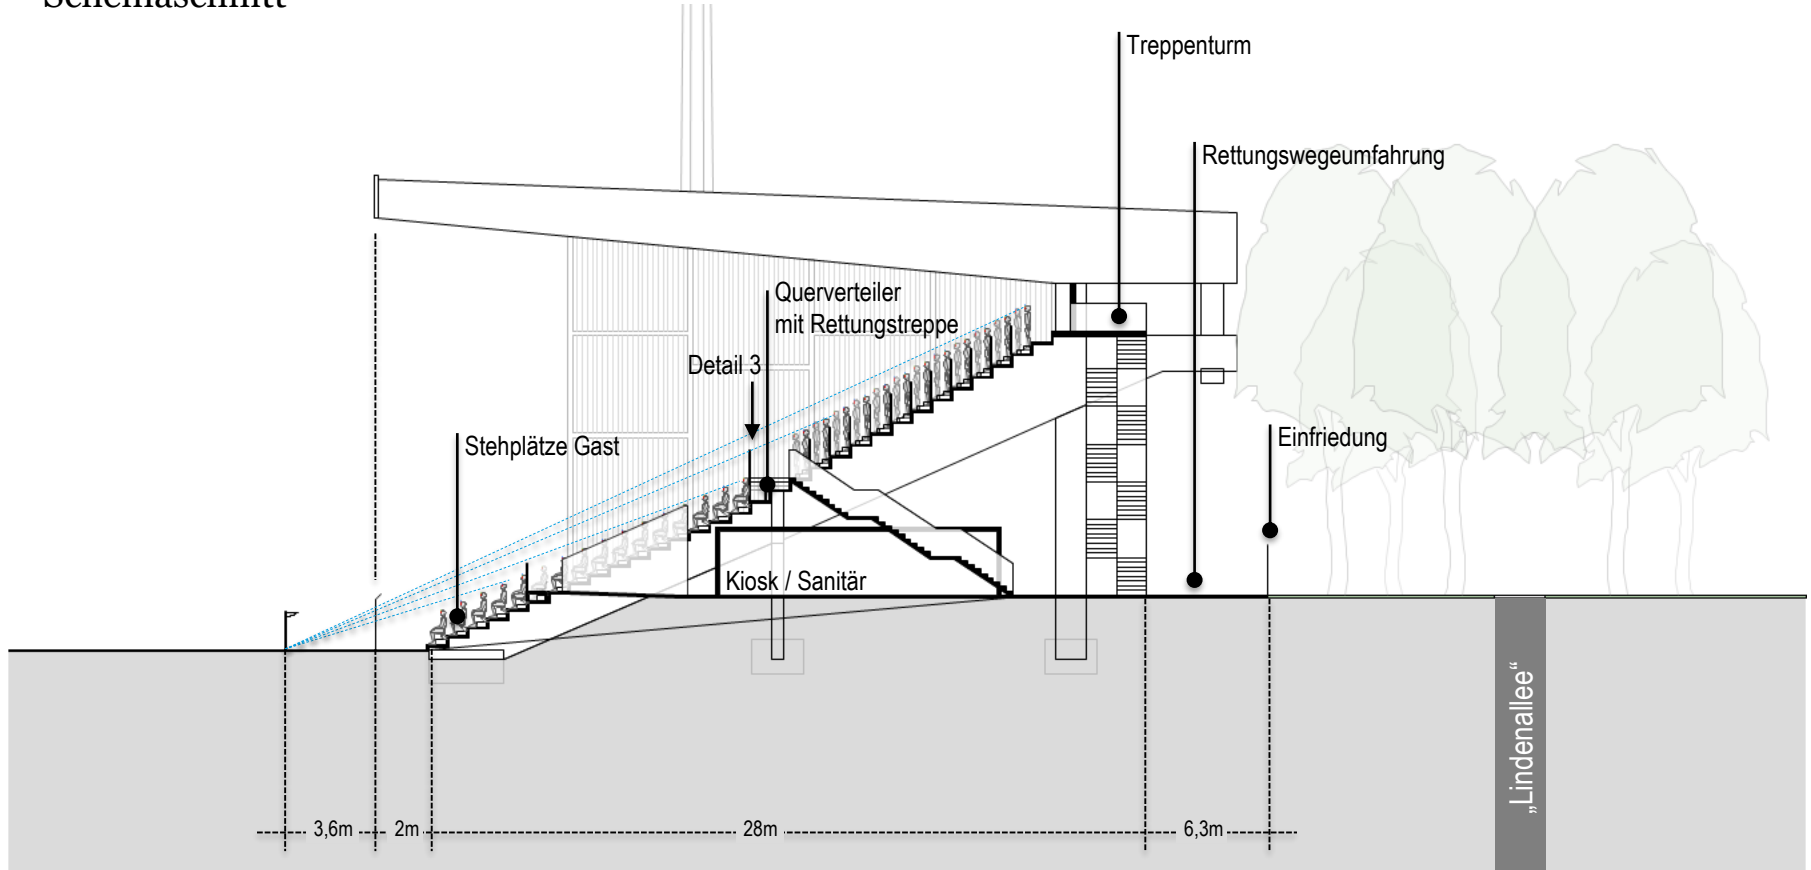 Schemaschnitt
Treppenturm
Rettungswegeumfahrung
Querverteiler
mit Rettungstreppe
Detail 3
Stehplätze Gast
Einfriedung
Kiosk / Sanitär
„Lindenallee“
3,6m
2m
28m
6,3m